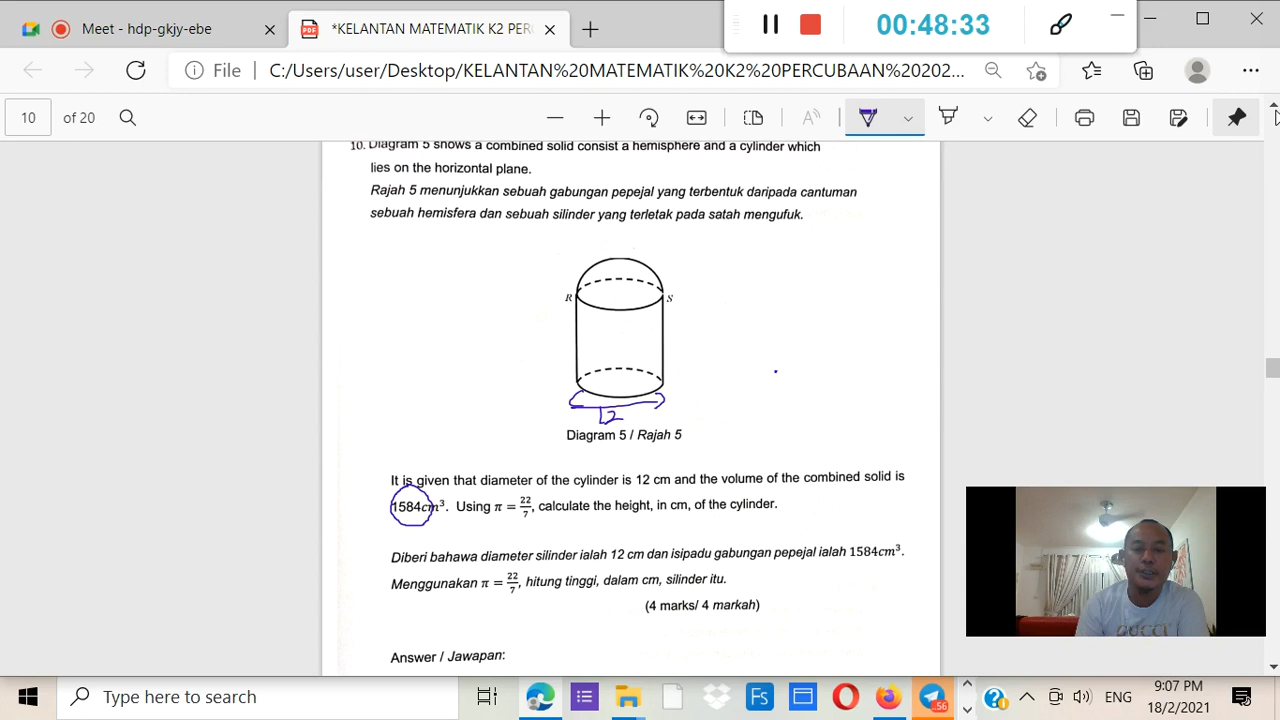 Meet - hdp-gkjy-ebe
*KELANTAN MATEMATIK K2 PER
00:48:33
File
C:/Users/user/Desktop/KELANTAN%20MATEMATIK%20K2%20PERCUBAAN%20202...
10 of 20
10. Diagram 5 shows a combined solid consist a hemisphere and a cylinder which
lies on the horizontal plane.
Rajah 5 menunjukkan sebuah gabungan pepejal yang terbentuk daripada cantuman
sebuah hemisfera dan sebuah silinder yang terletak pada satah mengufuk.
R S
12
Diagram 5 / Rajah 5
It is given that diameter of the cylinder is 12 cm and the volume of the combined solid is
1584cm³. Using π = 22/7, calculate the height, in cm, of the cylinder.
Diberi bahawa diameter silinder ialah 12 cm dan isipadu gabungan pepejal ialah 1584cm³.
Menggunakan π = 22/7, hitung tinggi, dalam cm, silinder itu.
(4 marks/ 4 markah)
GUCCI
Answer / Jawapan:
Type here to search
Fs
.56
ENG
9:07 PM
18/2/2021